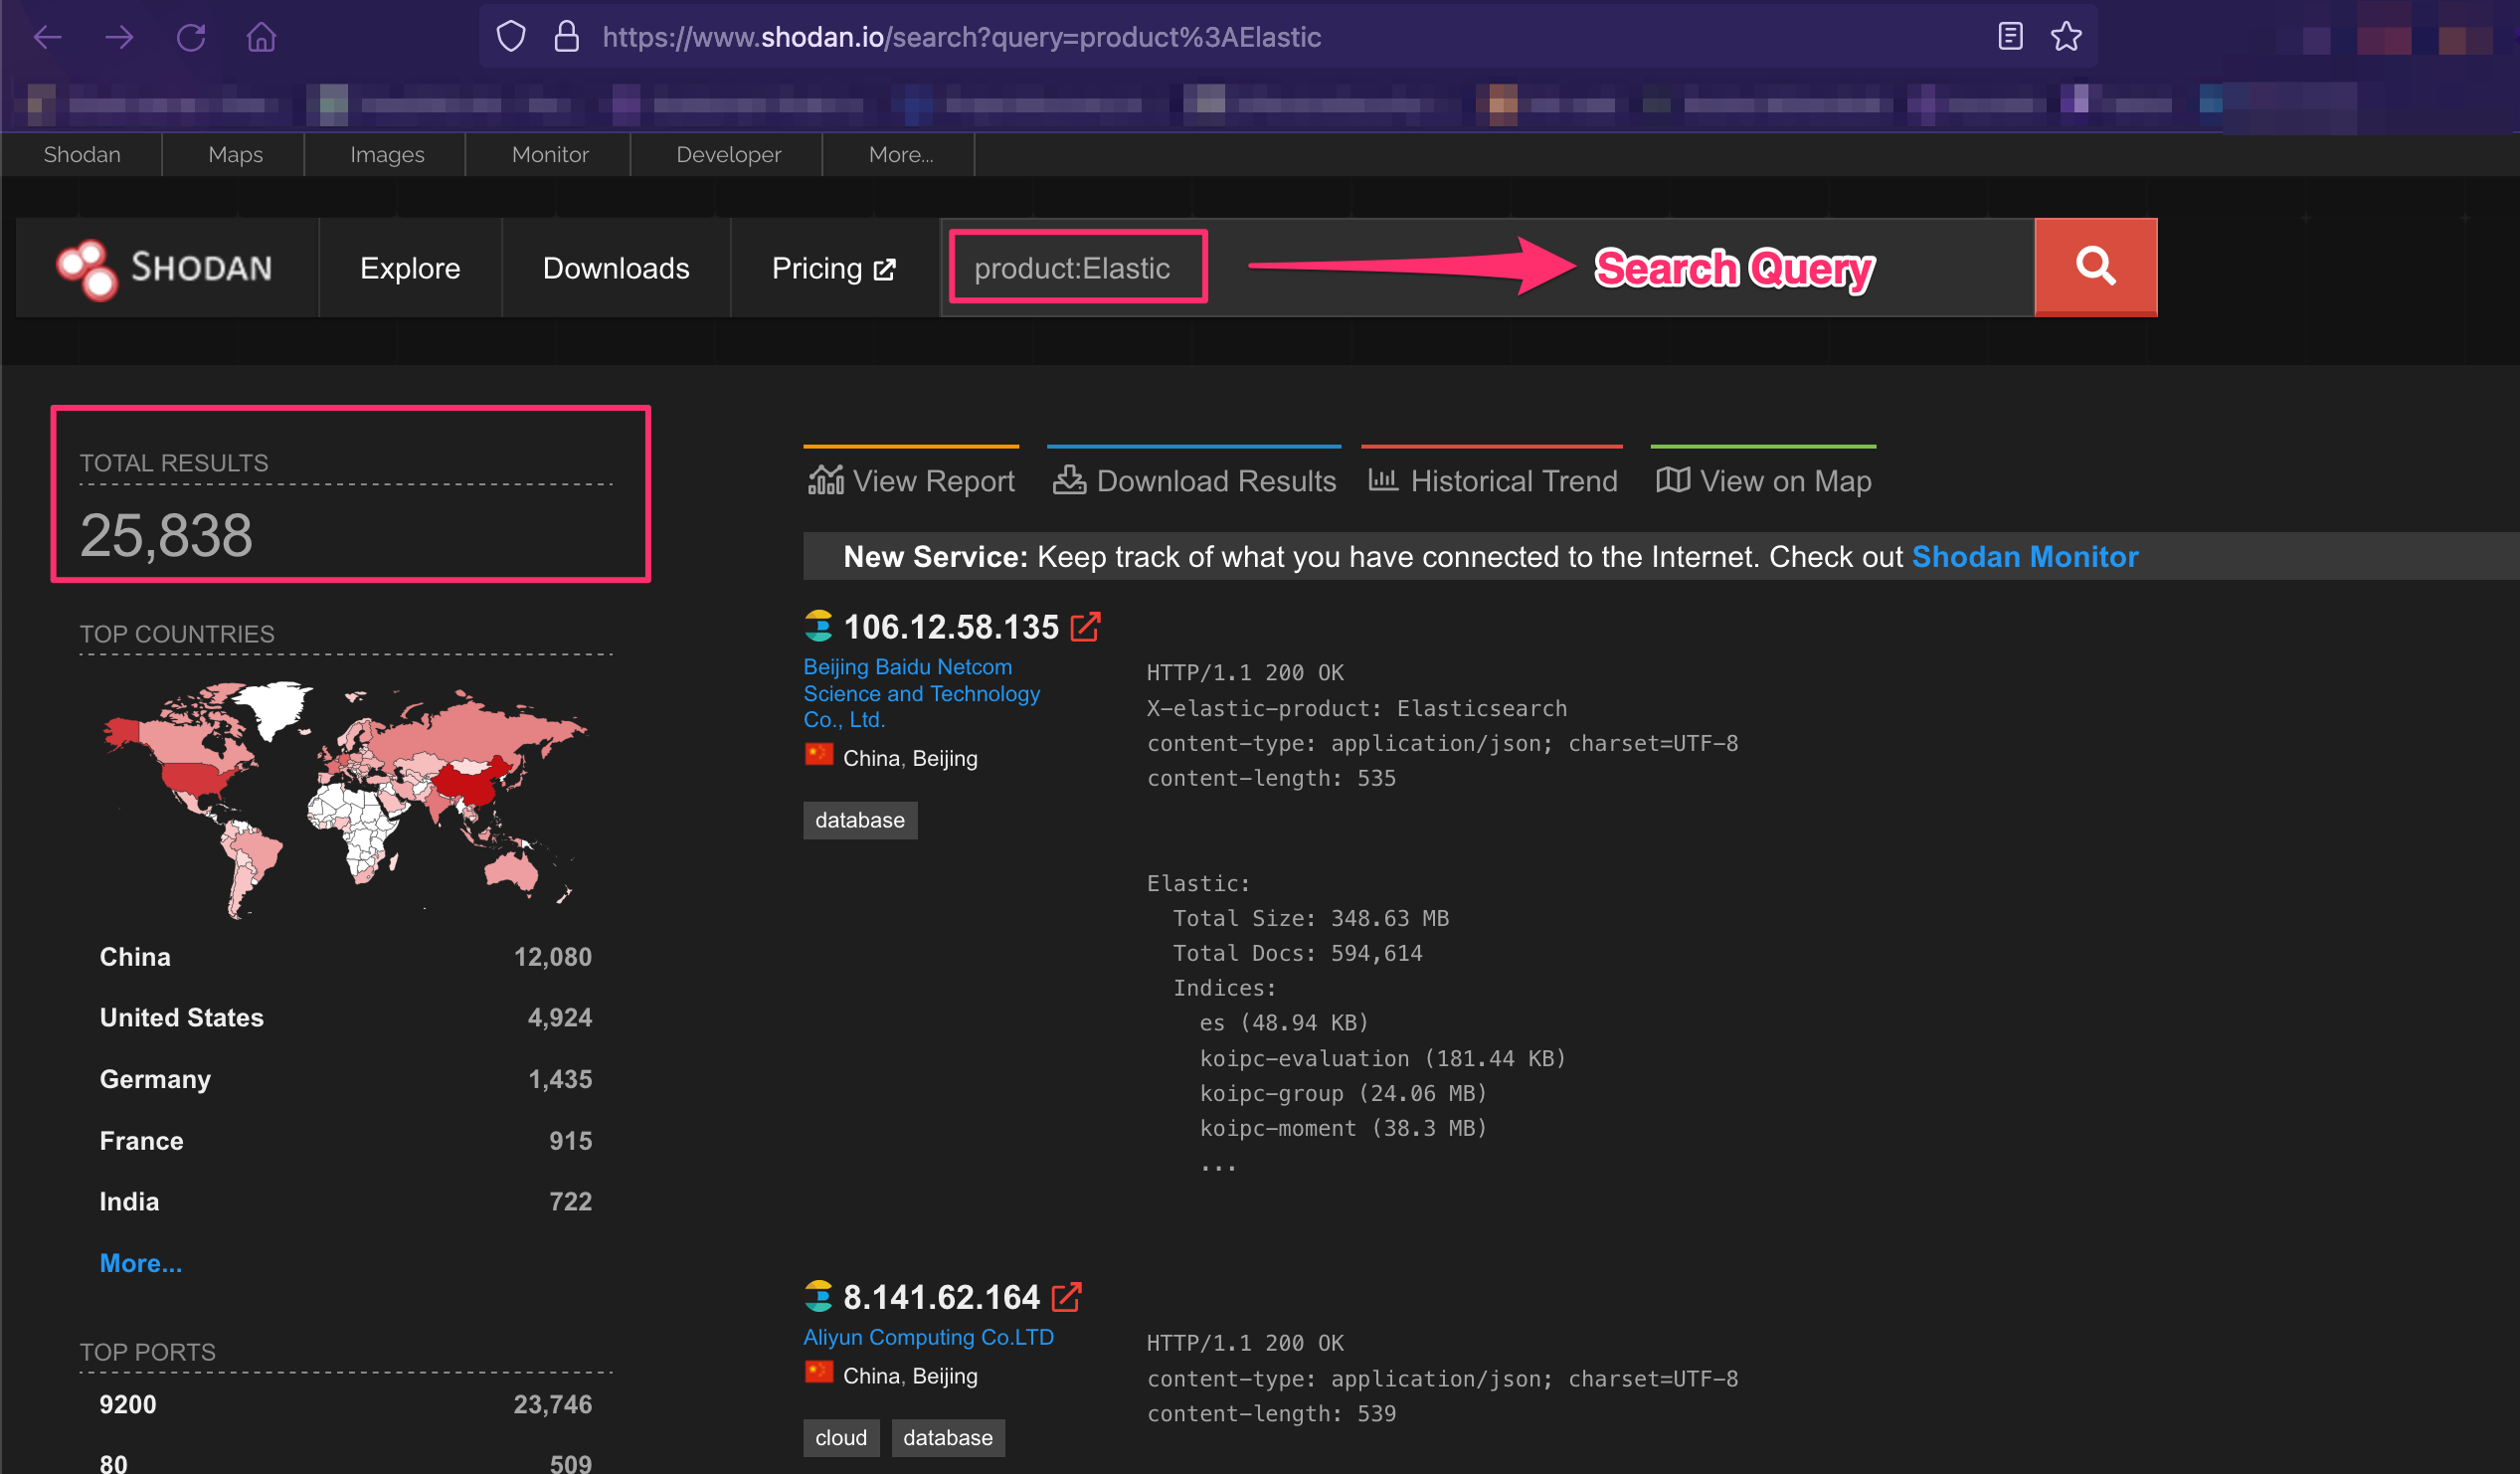 https://www.shodan.io/search?query=product%3AElastic
Shodan Maps Images Monitor Developer More...
SHODAN Explore Downloads Pricing product:Elastic Search Query
TOTAL RESULTS
25,838
TOP COUNTRIES
China 12,080
United States 4,924
Germany 1,435
France 915
India 722
More...
TOP PORTS
9200 23,746
80 509
View Report Download Results Historical Trend View on Map
New Service: Keep track of what you have connected to the Internet. Check out Shodan Monitor
106.12.58.135
Beijing Baidu Netcom
Science and Technology
Co., Ltd.
China, Beijing
database
HTTP/1.1 200 OK
X-elastic-product: Elasticsearch
content-type: application/json; charset=UTF-8
content-length: 535
Elastic:
Total Size: 348.63 MB
Total Docs: 594,614
Indices:
es (48.94 KB)
koipc-evaluation (181.44 KB)
koipc-group (24.06 MB)
koipc-moment (38.3 MB)
...
8.141.62.164
Aliyun Computing Co.LTD
China, Beijing
cloud database
HTTP/1.1 200 OK
content-type: application/json; charset=UTF-8
content-length: 539